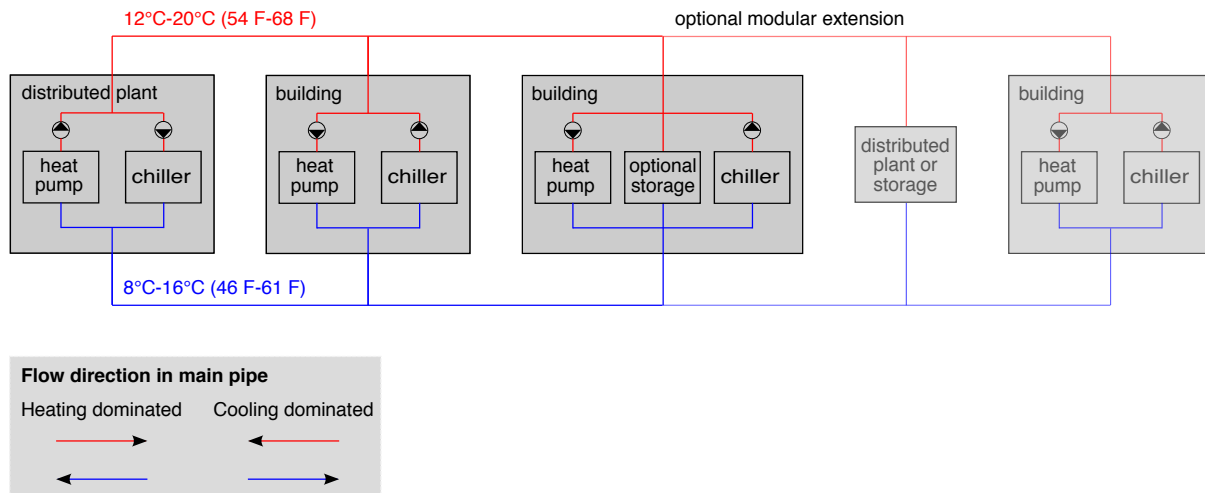 12°C-20°C (54 F-68 F)
optional modular extension
distributed plant
heat
pump
chiller
building
heat
pump
chiller
building
heat
pump
optional
storage
chiller
distributed
plant or
storage
building
heat
pump
chiller
8°C-16°C (46 F-61 F)
Flow direction in main pipe
Heating dominated
Cooling dominated